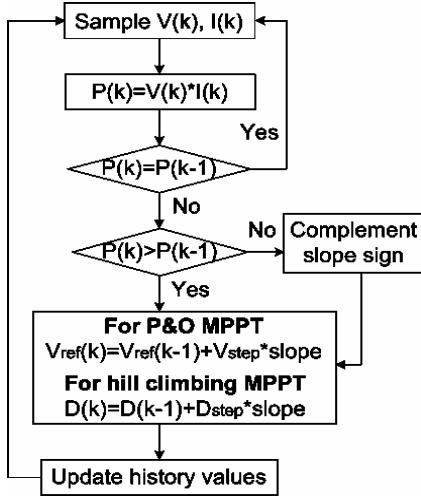 Sample V(k), I(k)
P(k)=V(k)*I(k)
Yes
P(k)=P(k-1)
No
P(k)>P(k-1)
No
Complement
slope sign
Yes
For P&O MPPT
Vref(k)=Vref(k-1)+Vstep*slope
For hill climbing MPPT
D(k)=D(k-1)+Dstep*slope
Update history values